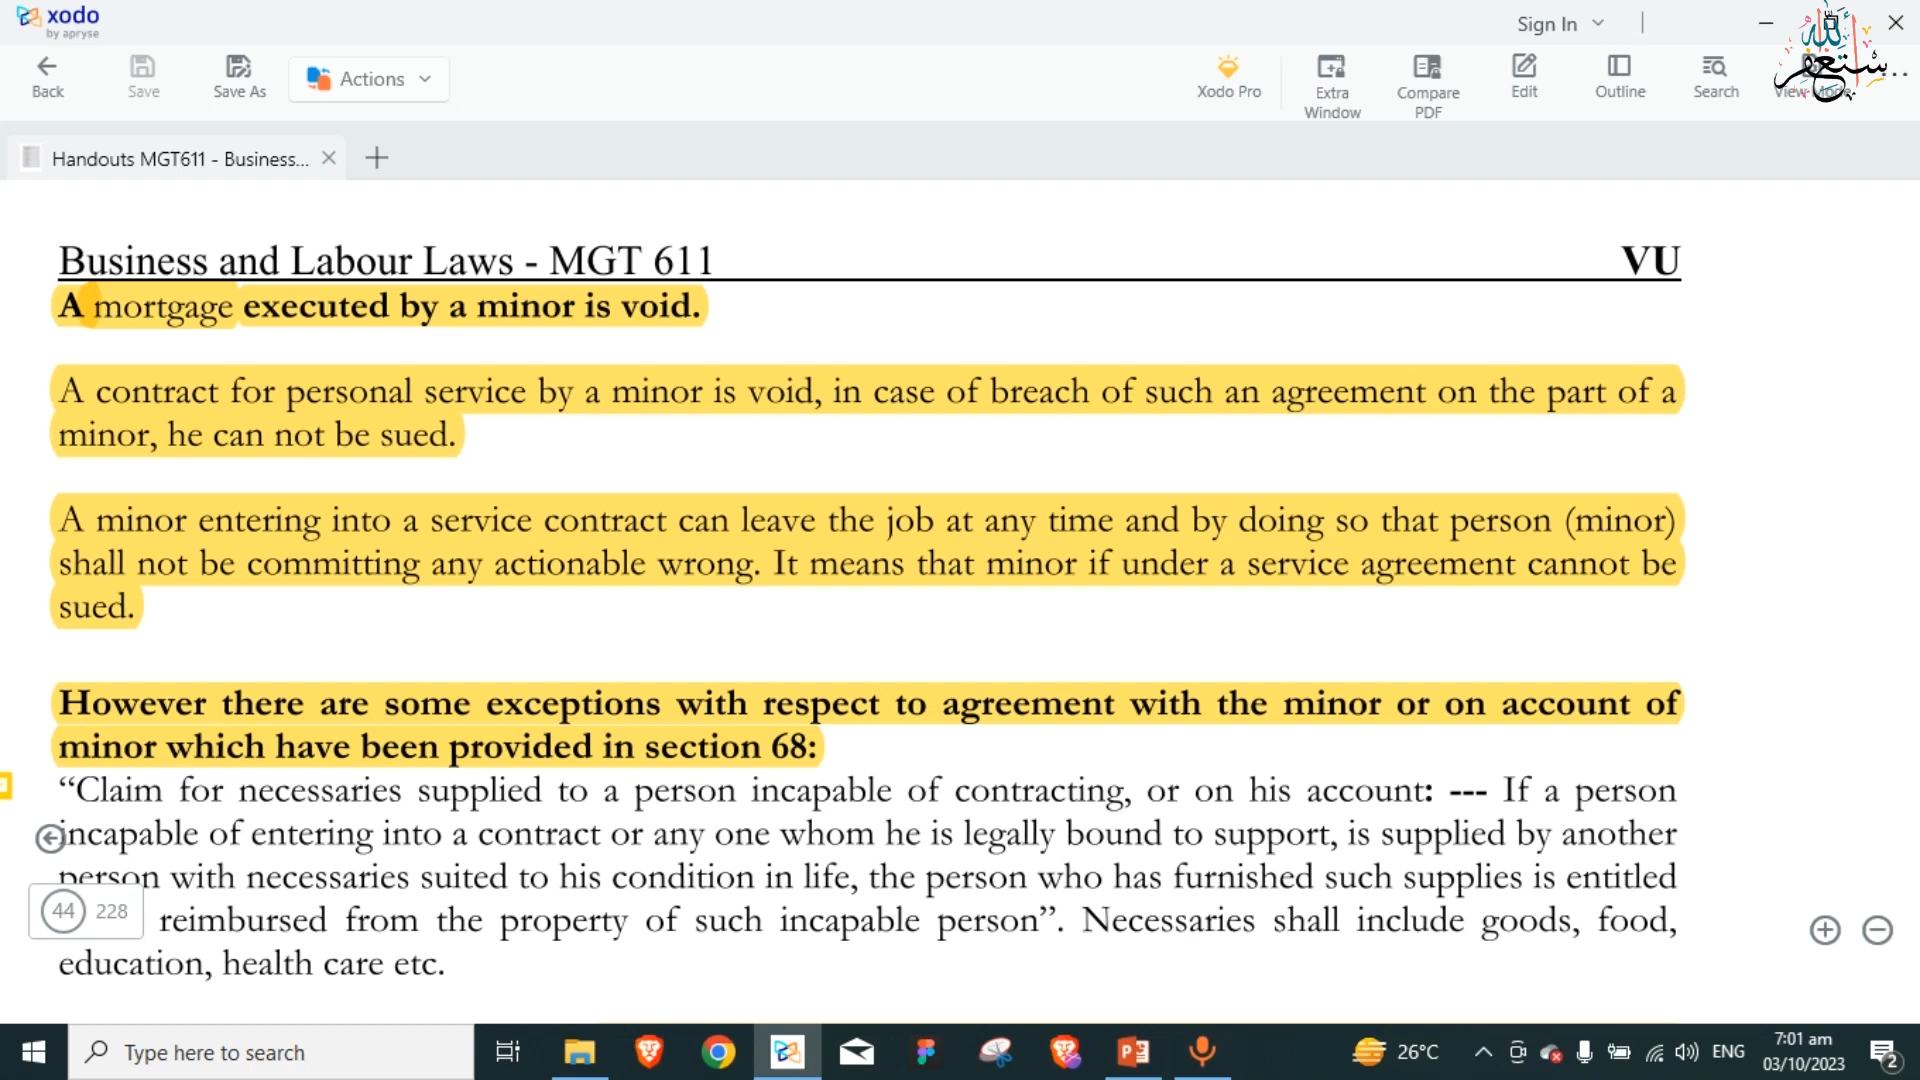 xodo
by apryse
Sign In
Back
Save
Save As
Actions
Xodo Pro
Extra Window
Compare PDF
Edit
Outline
Search
View Mode
أستغفر الله
Handouts MGT611 - Business...
Business and Labour Laws - MGT 611 VU
A mortgage executed by a minor is void.
A contract for personal service by a minor is void, in case of breach of such an agreement on the part of a
minor, he can not be sued.
A minor entering into a service contract can leave the job at any time and by doing so that person (minor)
shall not be committing any actionable wrong. It means that minor if under a service agreement cannot be
sued.
However there are some exceptions with respect to agreement with the minor or on account of
minor which have been provided in section 68:
“Claim for necessaries supplied to a person incapable of contracting, or on his account: --- If a person
incapable of entering into a contract or any one whom he is legally bound to support, is supplied by another
person with necessaries suited to his condition in life, the person who has furnished such supplies is entitled
reimbursed from the property of such incapable person”. Necessaries shall include goods, food,
44 228
education, health care etc.
Type here to search
26°C
ENG
7:01 am
03/10/2023
2